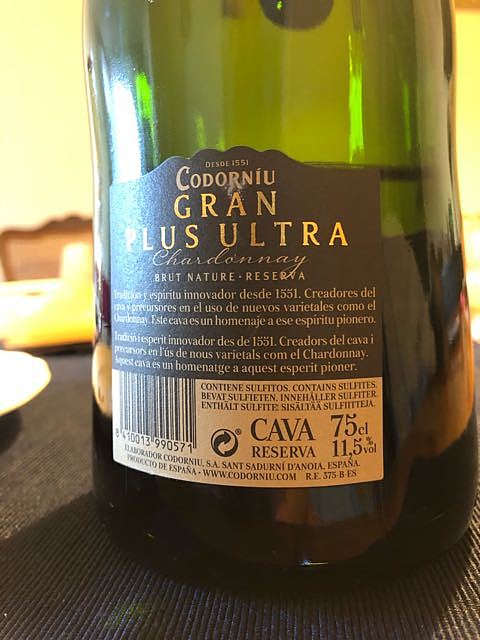 DESDE 1551
CODORNÍU
GRAN
PLUS ULTRA
Chardonnay
BRUT NATURE · RESERVA
Tradición y espíritu innovador desde 1551. Creadores del
cava y precursores en el uso de nuevos varietales como el
Chardonnay. Este cava es un homenaje a ese espíritu pionero.
Tradició i esperit innovador des de 1551. Creadors del cava i
precursors en l'ús de nous varietals com el Chardonnay.
Aquest cava es un homenatge a aquest esperit pioner.
CONTIENE SULFITOS. CONTAINS SULFITES.
BEVAT SULFIETEN. INNEHÅLLER SULFITER.
ENTHÄLT SULFITE. SISÄLTÄÄ SULFIITTEJA.
8 410013 990571
CAVA 75cl
RESERVA 11,5%vol
ELABORADOR CODORNIU, S.A. SANT SADURNÍ D'ANOIA, ESPAÑA.
PRODUCTO DE ESPAÑA · WWW.CODORNIU.COM R.E. 375-B-ES